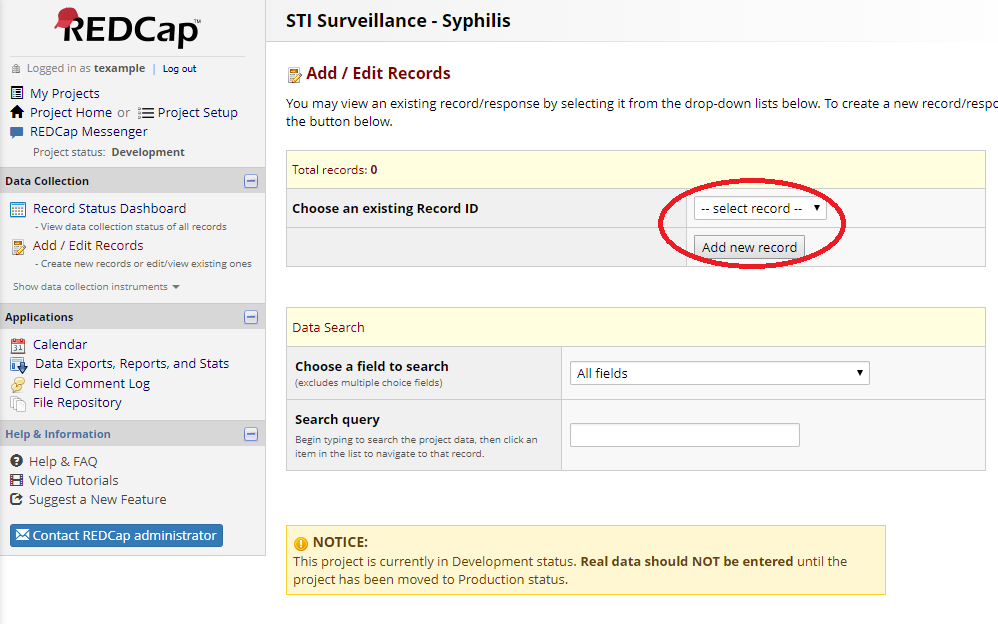 REDCap™
Logged in as texample | Log out
My Projects
Project Home or Project Setup
REDCap Messenger
Project status: Development
Data Collection
Record Status Dashboard
- View data collection status of all records
Add / Edit Records
- Create new records or edit/view existing ones
Show data collection instruments
Applications
Calendar
Data Exports, Reports, and Stats
Field Comment Log
File Repository
Help & Information
Help & FAQ
Video Tutorials
Suggest a New Feature
Contact REDCap administrator
STI Surveillance - Syphilis
Add / Edit Records
You may view an existing record/response by selecting it from the drop-down lists below. To create a new record/respo
the button below.
Total records: 0
Choose an existing Record ID
-- select record --
Add new record
Data Search
Choose a field to search
(excludes multiple choice fields)
All fields
Search query
Begin typing to search the project data, then click an
item in the list to navigate to that record.
NOTICE:
This project is currently in Development status. Real data should NOT be entered until the
project has been moved to Production status.